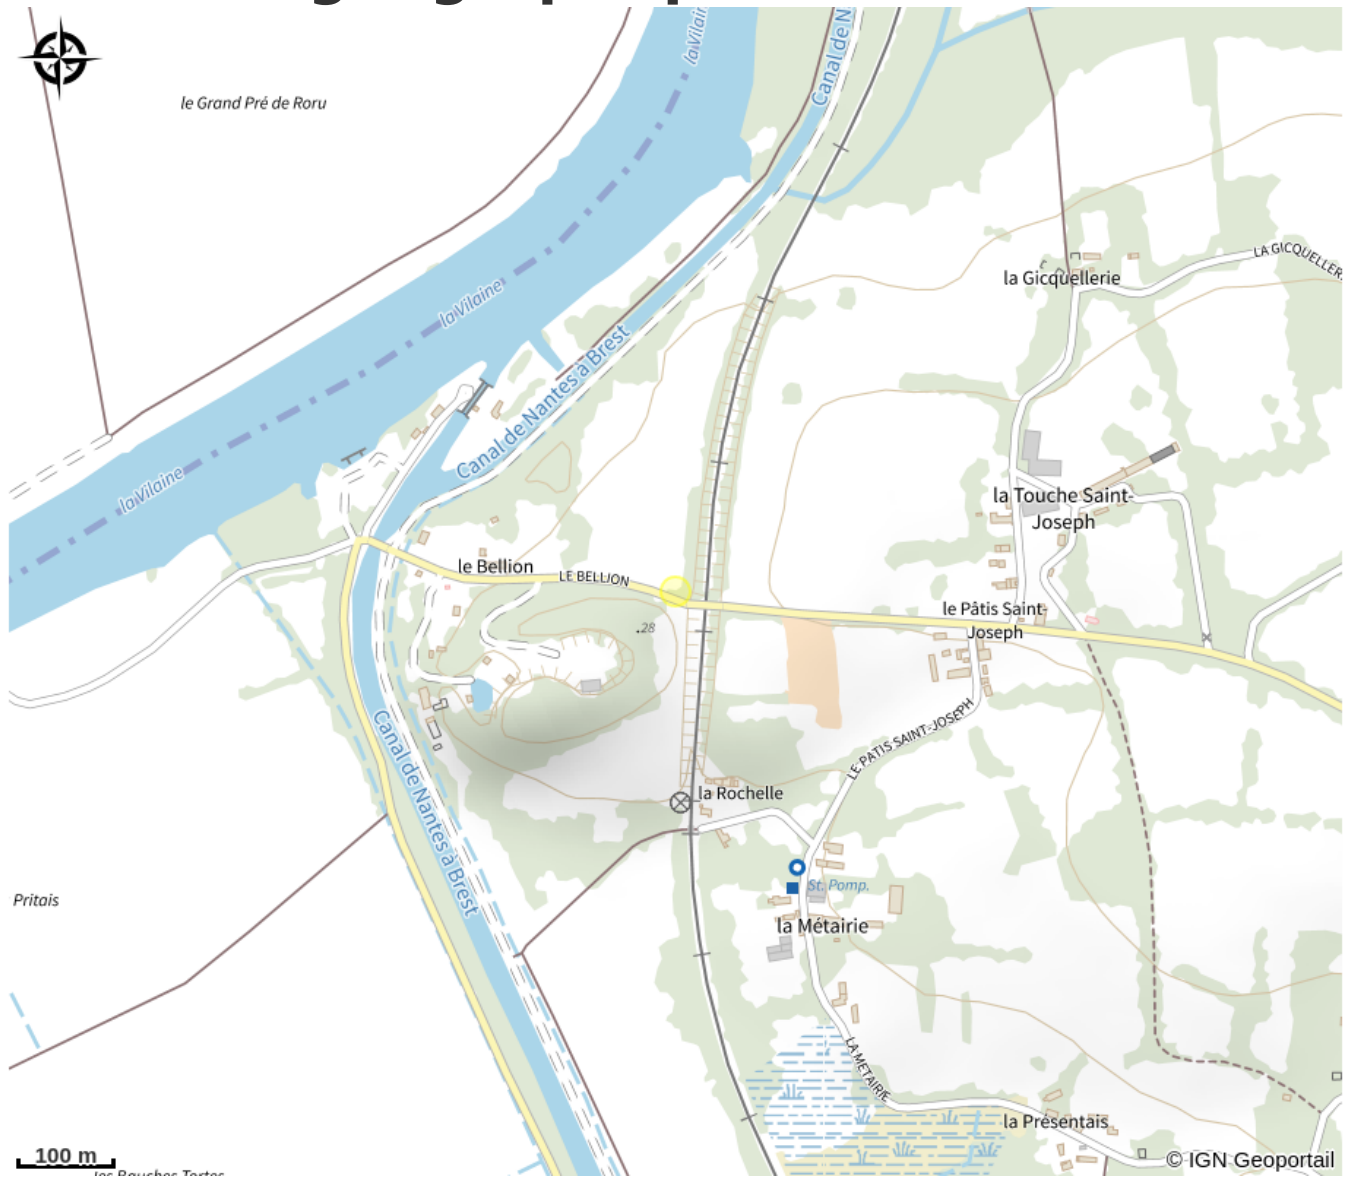 la Vilaine
Canal de N
le Grand Pré de Roru
LA GICQUELLER
la Gicquellerie
la Vilaine
Canal de Nantes à Brest
la Vilaine
la Touche Saint-
Joseph
le Bellion
LE BELLION
le Pâtis Saint
Joseph
.28
LE PATIS SAINT-JOSEPH
Canal de Nantes à Brest
la Rochelle
St. Pomp.
Pritais
la Métairie
LA METAIRIE
la Présentais
100 m
© IGN Geoportail